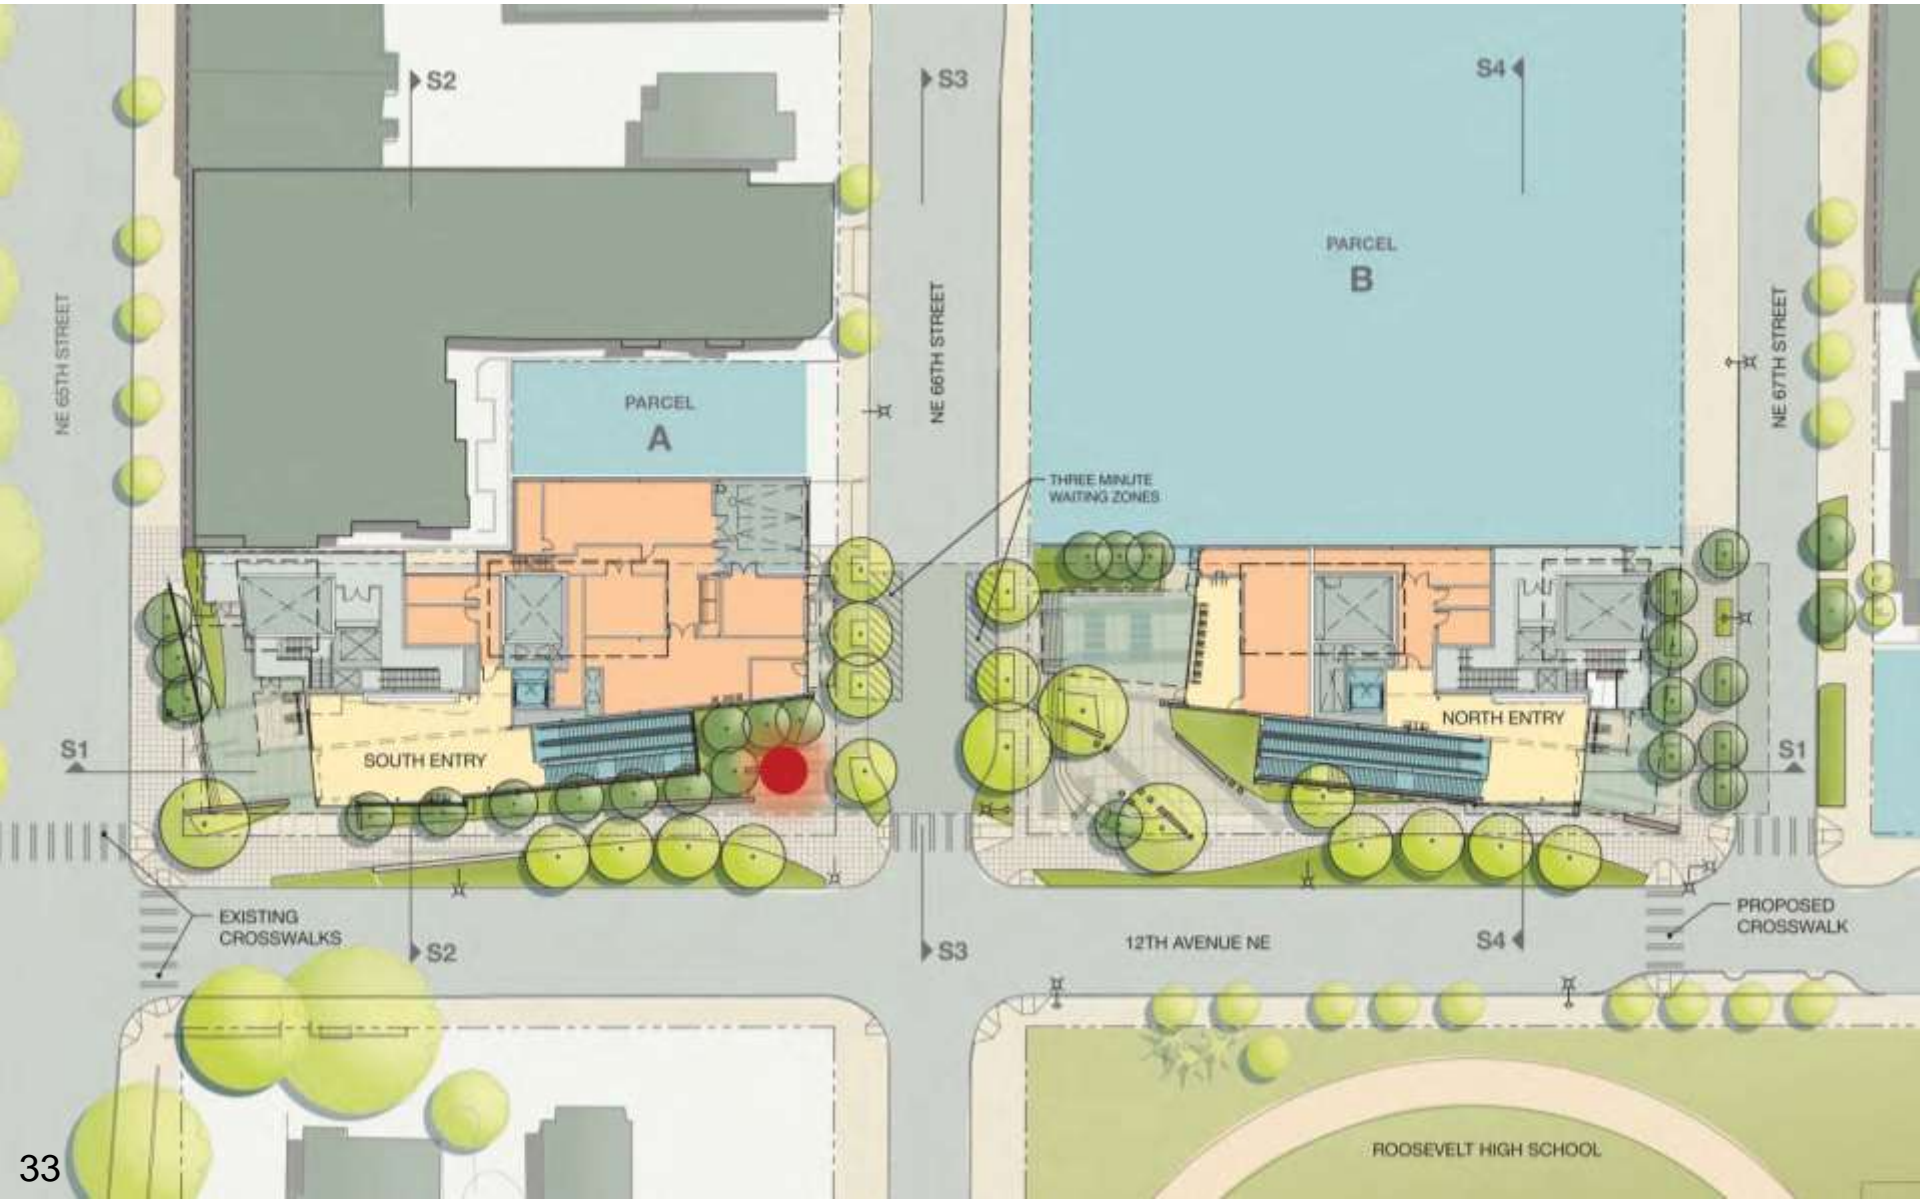 S2
S3
S4
PARCEL
B
NE 65TH STREET
NE 66TH STREET
NE 67TH STREET
PARCEL
A
THREE MINUTE
WAITING ZONES
NORTH ENTRY
S1
SOUTH ENTRY
S1
EXISTING
CROSSWALKS
PROPOSED
CROSSWALK
S2
S3
12TH AVENUE NE
S4
ROOSEVELT HIGH SCHOOL
33